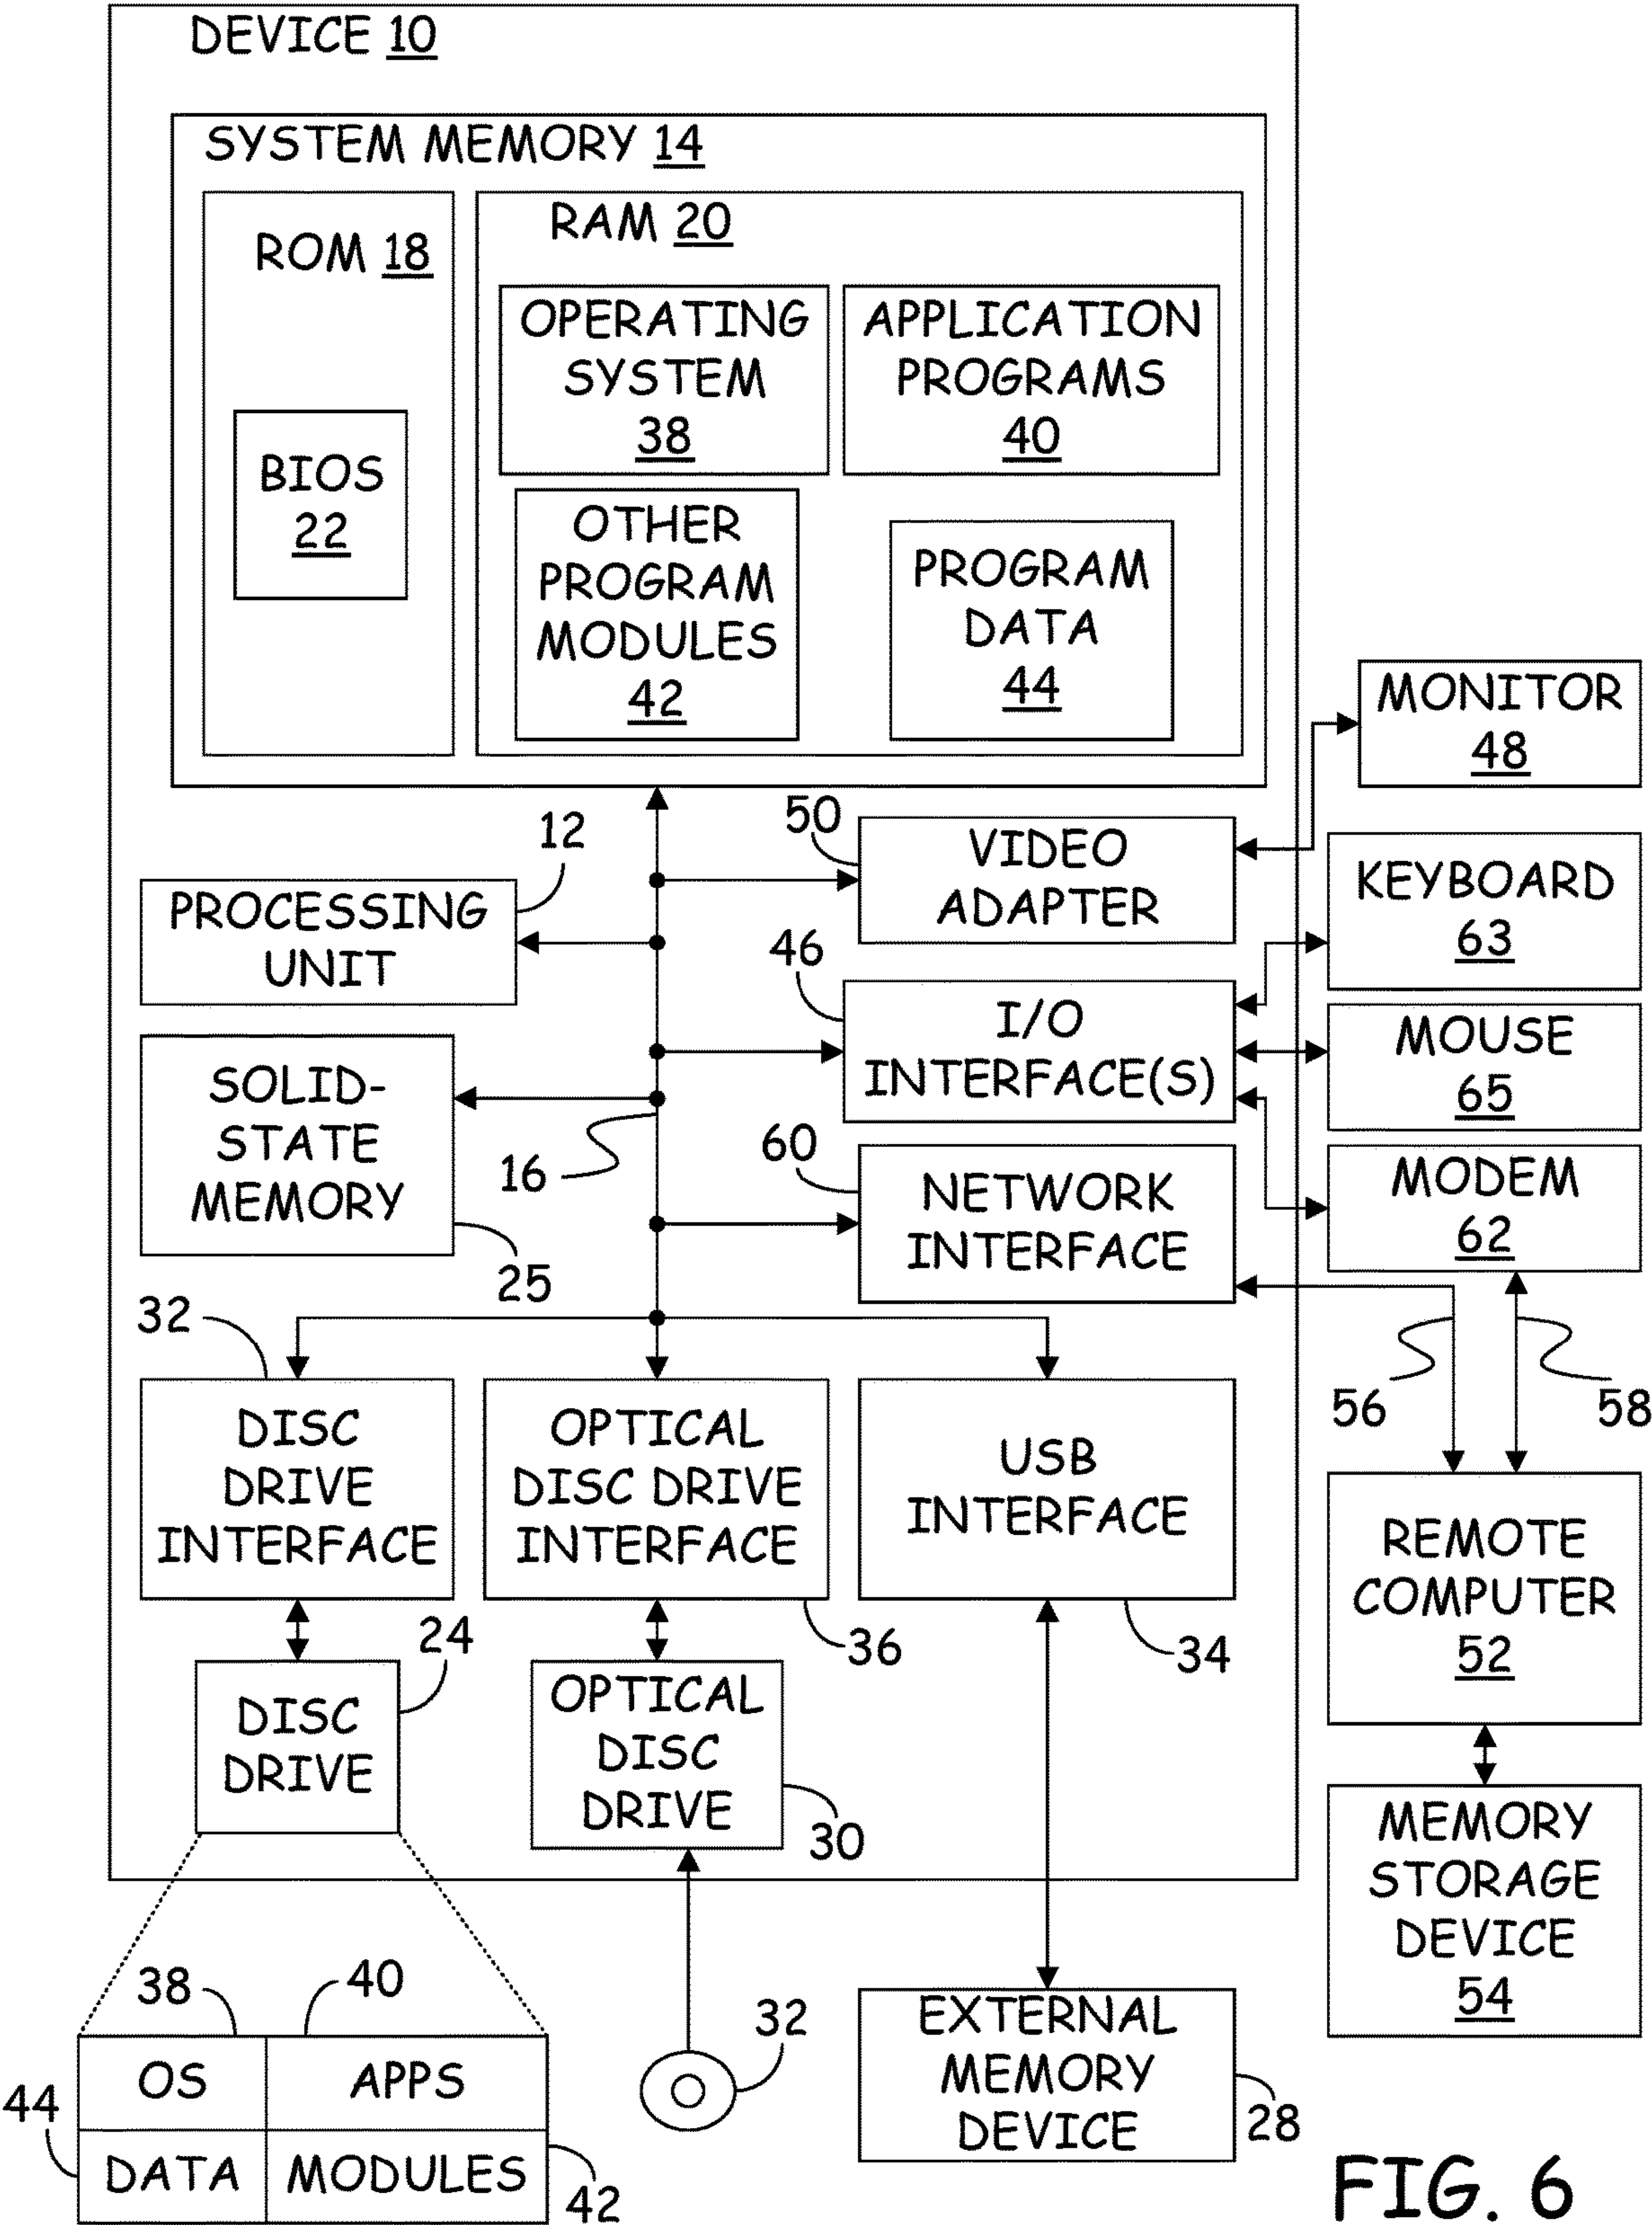 DEVICE 10
SYSTEM MEMORY 14
ROM 18
BIOS
22
RAM 20
OPERATING
SYSTEM
38
APPLICATION
PROGRAMS
40
OTHER
PROGRAM
MODULES
42
PROGRAM
DATA
44
MONITOR
48
12
PROCESSING
UNIT
50
VIDEO
ADAPTER
KEYBOARD
63
46
I/O
INTERFACE(S)
MOUSE
65
SOLID-
STATE
MEMORY
25
16
60
NETWORK
INTERFACE
MODEM
62
56
58
32
DISC
DRIVE
INTERFACE
OPTICAL
DISC DRIVE
INTERFACE
36
USB
INTERFACE
34
REMOTE
COMPUTER
52
24
DISC
DRIVE
OPTICAL
DISC
DRIVE
30
MEMORY
STORAGE
DEVICE
54
38
40
OS
APPS
44
DATA
MODULES
42
32
EXTERNAL
MEMORY
DEVICE
28
FIG. 6